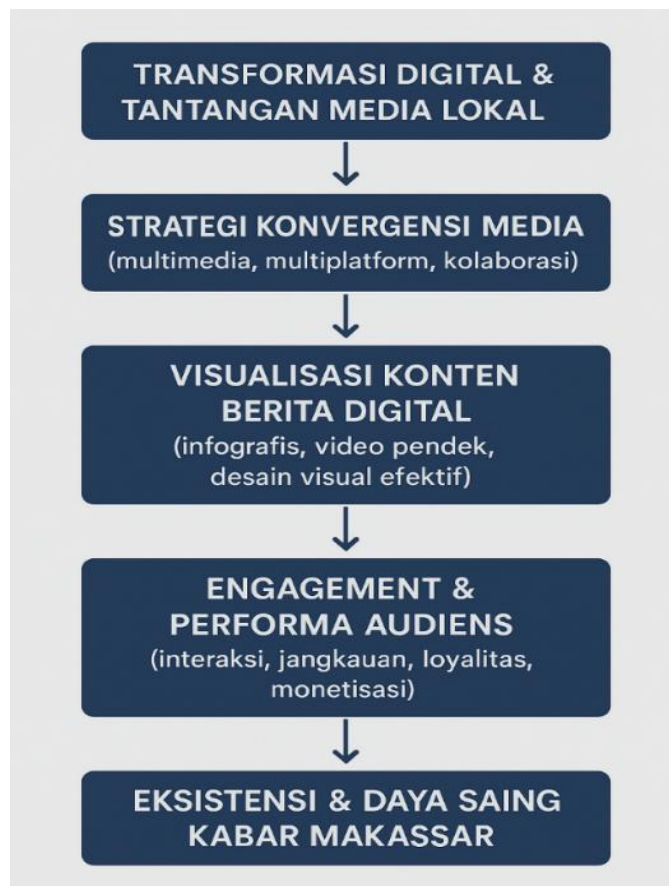 TRANSFORMASI DIGITAL &
TANTANGAN MEDIA LOKAL
STRATEGI KONVERGENSI MEDIA
(multimedia, multiplatform, kolaborasi)
VISUALISASI KONTEN
BERITA DIGITAL
(infografis, video pendek,
desain visual efektif)
ENGAGEMENT &
PERFORMA AUDIENS
(interaksi, jangkauan, loyalitas,
monetisasi)
EKSISTENSI & DAYA SAING
KABAR MAKASSAR